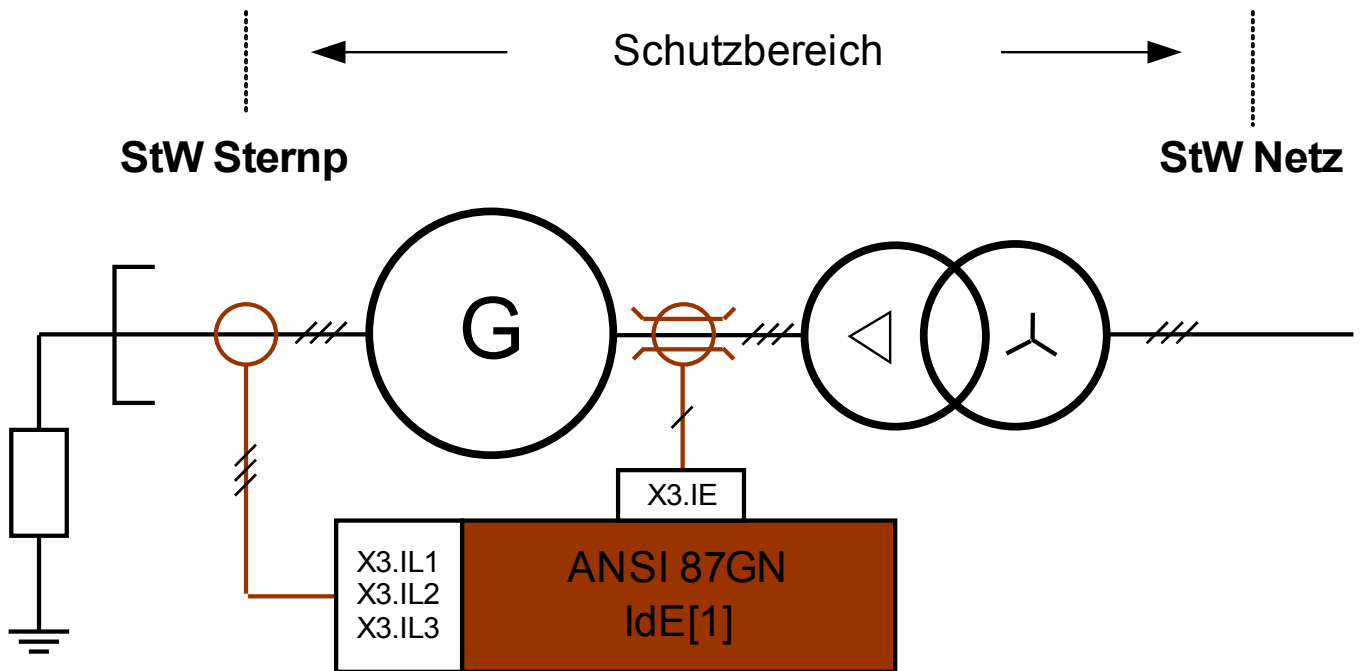 Schutzbereich
StW Sternp
StW Netz
G
X3.IE
X3.IL1
X3.IL2
X3.IL3
ANSI 87GN
IdE[1]